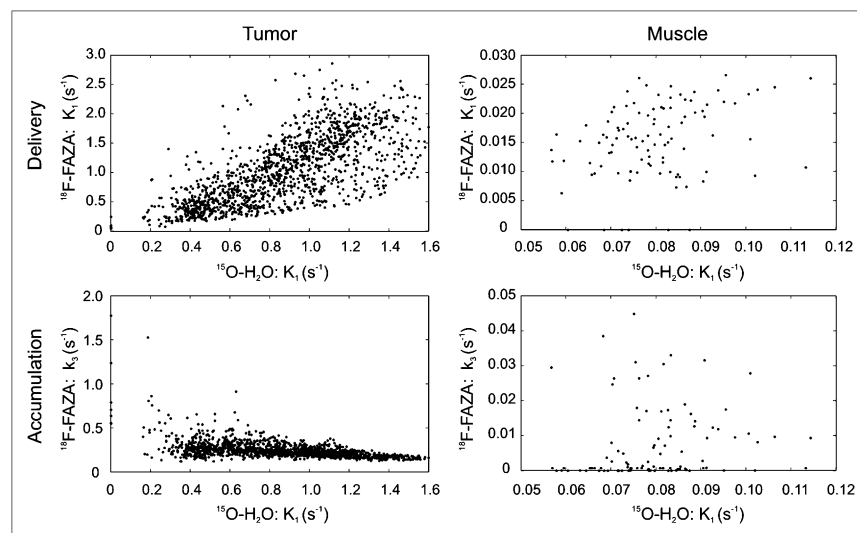 Tumor
Muscle
Delivery
¹⁸F-FAZA: K₁ (s⁻¹)
3.0
2.5
2.0
1.5
1.0
0.5
0
0 0.2 0.4 0.6 0.8 1.0 1.2 1.4 1.6
¹⁵O-H₂O: K₁ (s⁻¹)
¹⁸F-FAZA: K₁ (s⁻¹)
0.030
0.025
0.020
0.015
0.010
0.005
0
0.05 0.06 0.07 0.08 0.09 0.10 0.11 0.12
¹⁵O-H₂O: K₁ (s⁻¹)
Accumulation
¹⁸F-FAZA: k₃ (s⁻¹)
2.0
1.5
1.0
0.5
0
0 0.2 0.4 0.6 0.8 1.0 1.2 1.4 1.6
¹⁵O-H₂O: K₁ (s⁻¹)
¹⁸F-FAZA: k₃ (s⁻¹)
0.05
0.04
0.03
0.02
0.01
0
0.05 0.06 0.07 0.08 0.09 0.10 0.11 0.12
¹⁵O-H₂O: K₁ (s⁻¹)